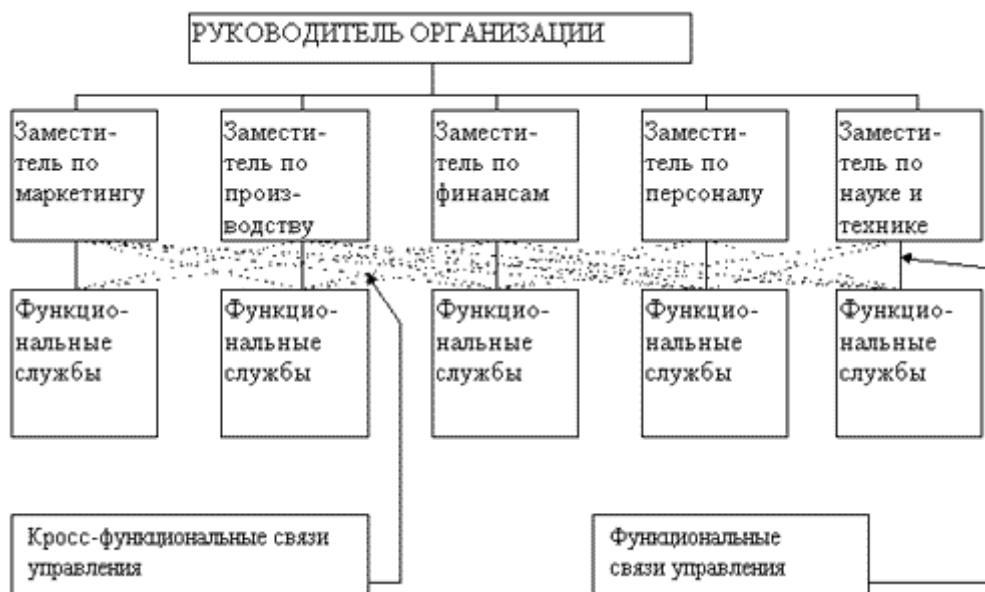 РУКОВОДИТЕЛЬ ОРГАНИЗАЦИИ
Замести-
тель по
маркетингу
Замести-
тель по
произ-
водству
Замести-
тель по
финансам
Замести-
тель по
персоналу
Замести-
тель по
науке и
технике
Функцио-
нальные
службы
Функцио-
нальные
службы
Функцио-
нальные
службы
Функцио-
нальные
службы
Функцио-
нальные
службы
Кросс-функциональные связи
управления
Функциональные
связи управления